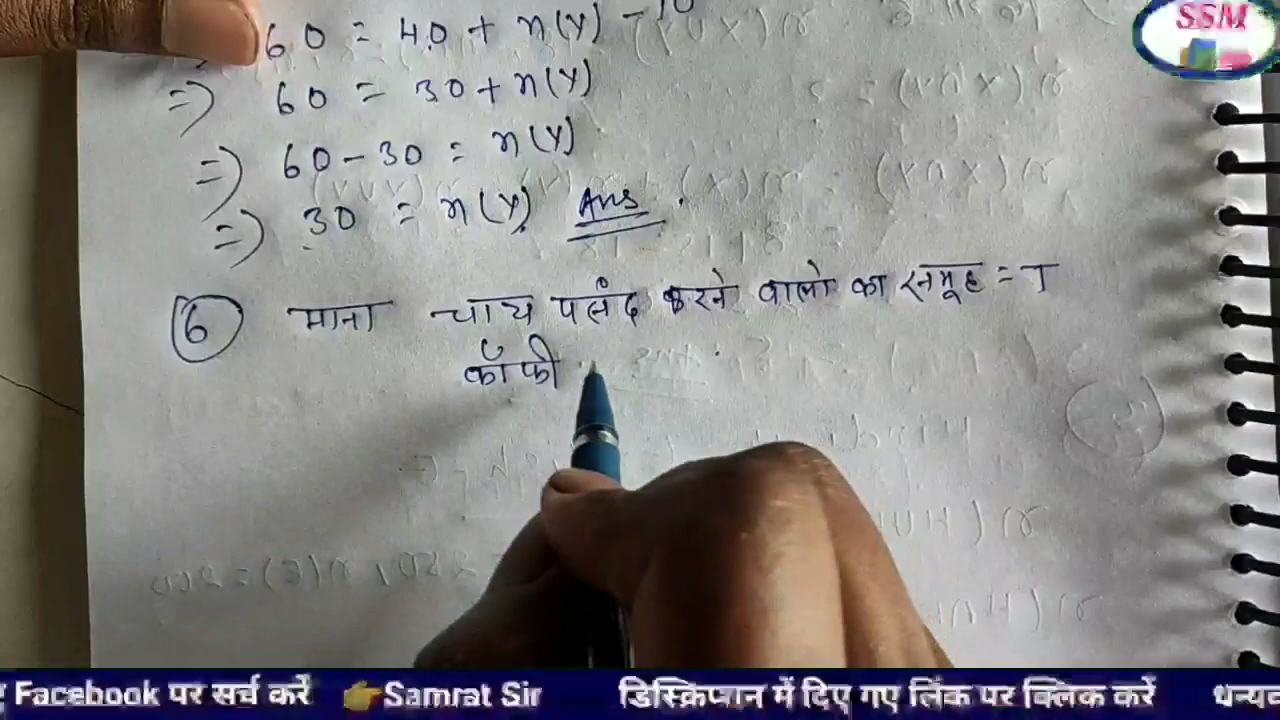 SSM
60 = 40 + n(Y) - 10
=> 60 = 30 + n(Y)
=> 60 - 30 = n(Y)
=> 30 = n(Y) Ans.
6 माना चाय पसंद करने वालो का समूह = T
कॉफी
Facebook पर सर्च करें 👉Samrat Sir डिस्क्रिप्शन में दिए गए लिंक पर क्लिक करें